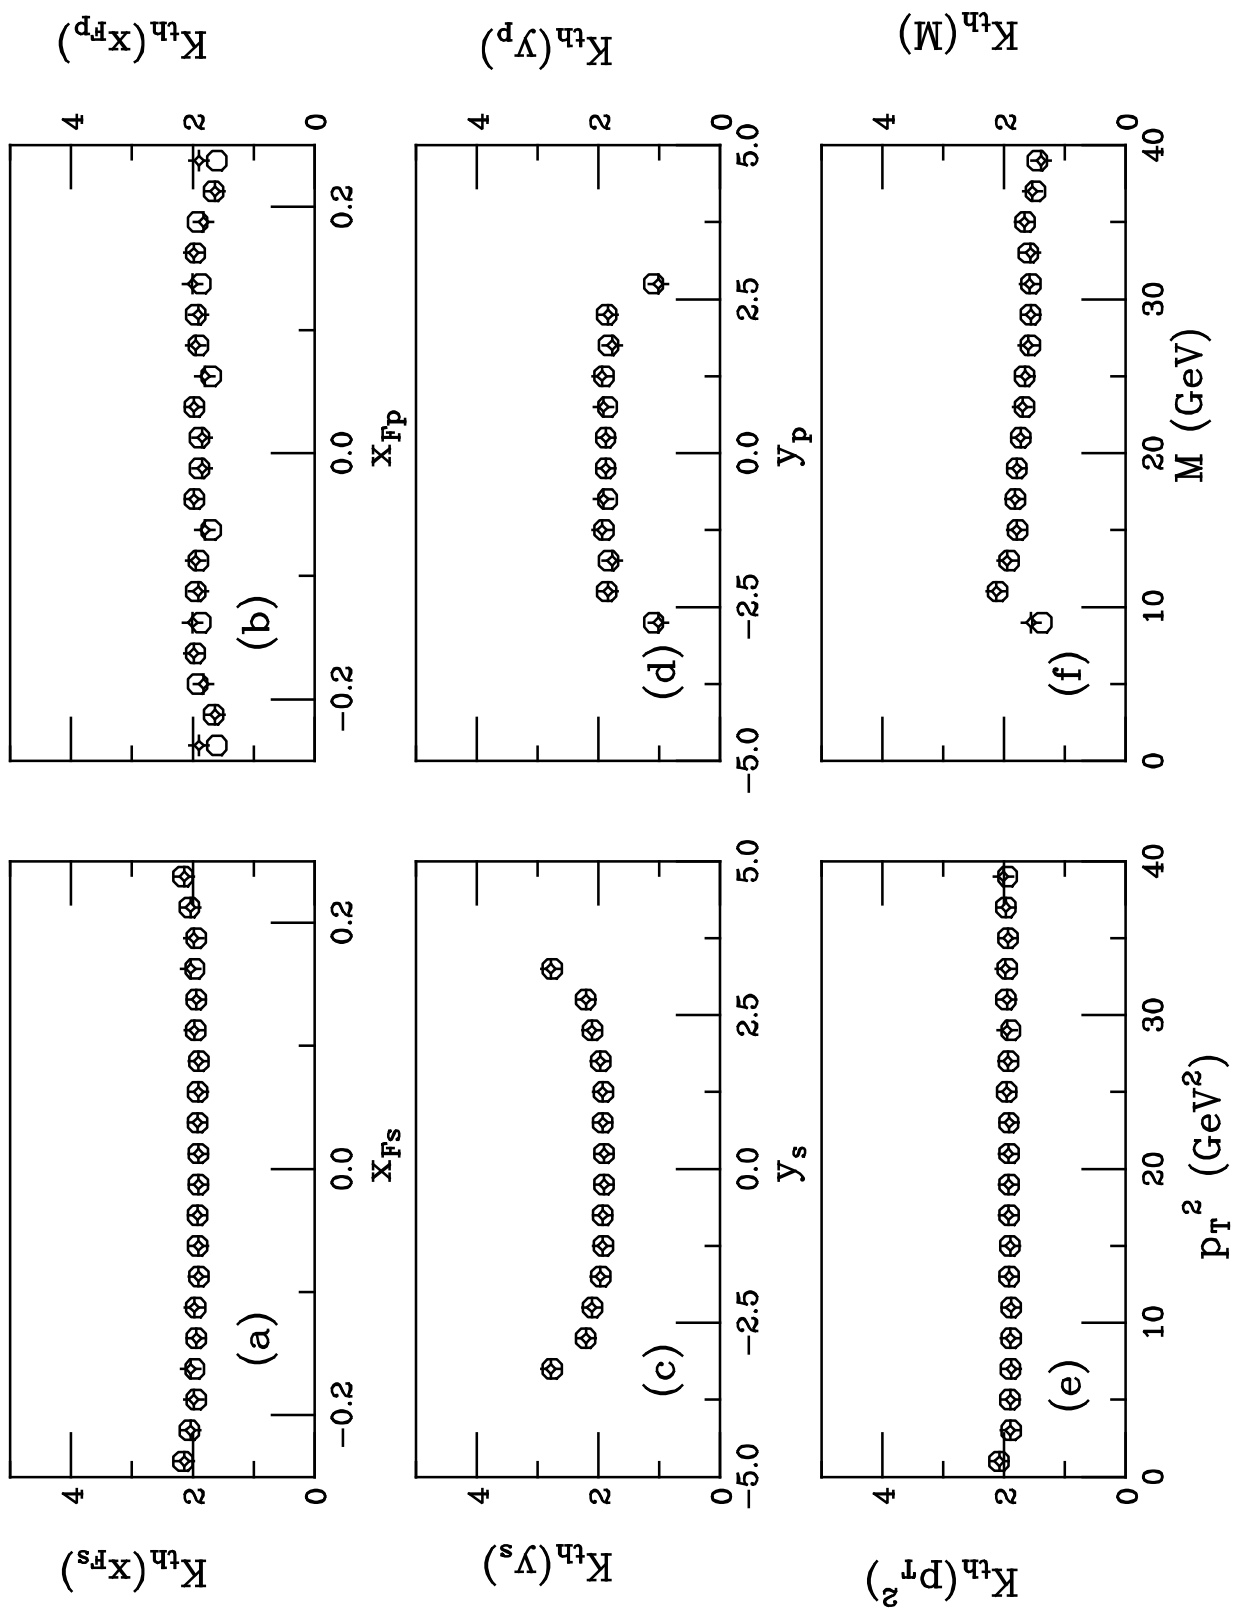 K_th(x_Fs)
4
2
0
−0.2
0.0
0.2
x_Fs
(a)
K_th(x_Fp)
4
2
0
−0.2
0.0
0.2
x_Fp
(b)
K_th(y_s)
4
2
0
−5.0
−2.5
0.0
2.5
5.0
y_s
(c)
K_th(y_p)
4
2
0
−5.0
−2.5
0.0
2.5
5.0
y_p
(d)
K_th(p_T^2)
4
2
0
0
10
20
30
40
p_T^2 (GeV^2)
(e)
K_th(M)
4
2
0
0
10
20
30
40
M (GeV)
(f)